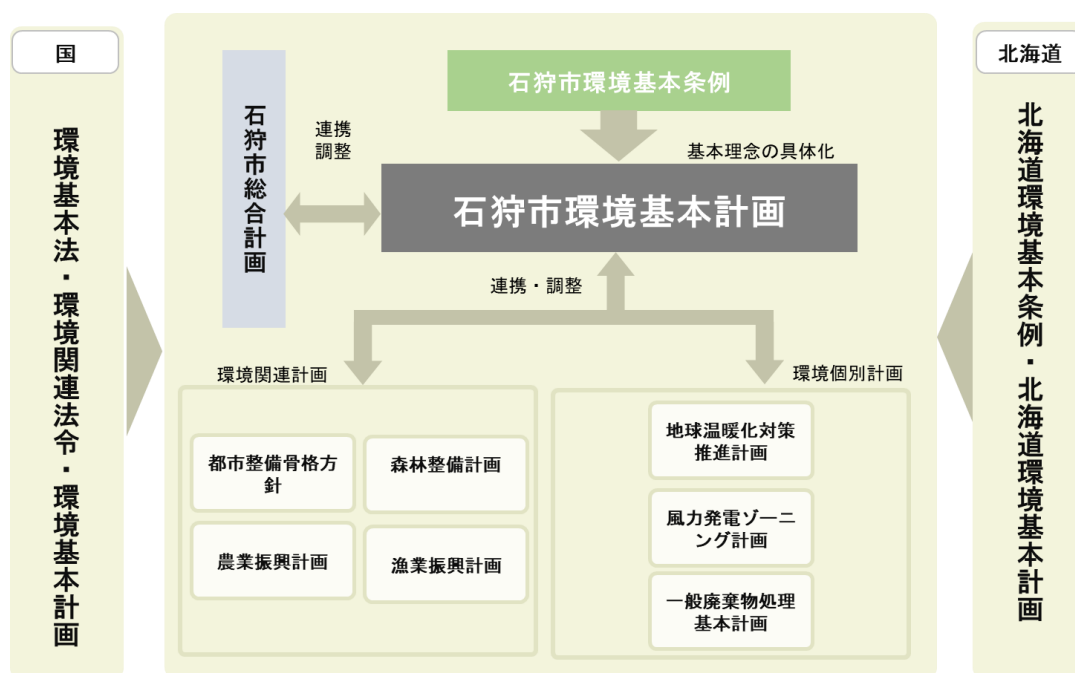 国
環境基本法・環境関連法令・環境基本計画
石狩市総合計画
連携
調整
石狩市環境基本条例
基本理念の具体化
石狩市環境基本計画
連携・調整
環境関連計画
都市整備骨格方
針
森林整備計画
農業振興計画
漁業振興計画
環境個別計画
地球温暖化対策
推進計画
風力発電ゾーニ
ング計画
一般廃棄物処理
基本計画
北海道
北海道環境基本条例・北海道環境基本計画